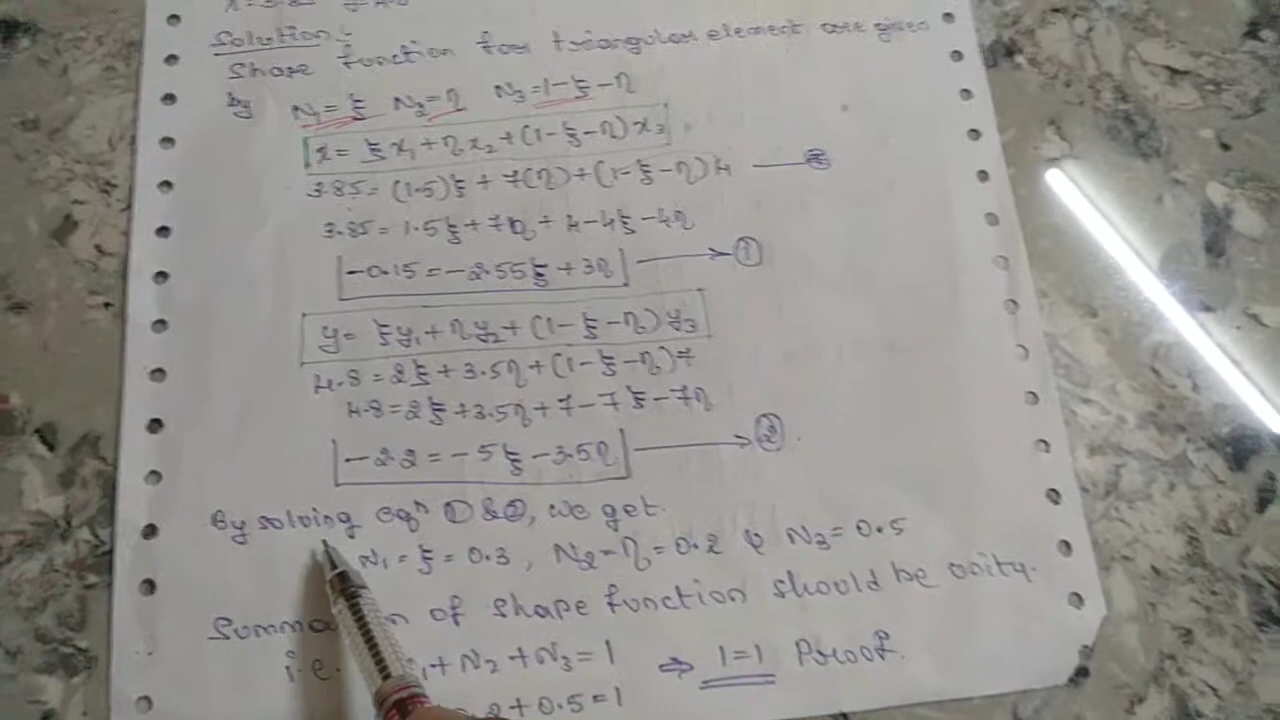 x = 3.85
Solution :-
Shape function for triangular element are given
by N₁ = ξ N₂ = η N₃ = 1 - ξ - η
x = ξx₁ + ηx₂ + (1 - ξ - η)x₃
3.85 = (1.5)ξ + 7(η) + (1 - ξ - η)4
3.85 = 1.5ξ + 7η + 4 - 4ξ - 4η
-0.15 = -2.55ξ + 3η → ①
y = ξy₁ + ηy₂ + (1 - ξ - η)y₃
4.8 = 2ξ + 3.5η + (1 - ξ - η)7
4.8 = 2ξ + 3.5η + 7 - 7ξ - 7η
-2.2 = -5ξ - 3.5η → ②.
By solving eqⁿ ① & ②, we get.
N₁ = ξ = 0.3, N₂ = η = 0.2 & N₃ = 0.5
of shape function should be unity.
i.e. ₁ + N₂ + N₃ = 1 ⇒ 1 = 1 Proof.
2 + 0.5 = 1